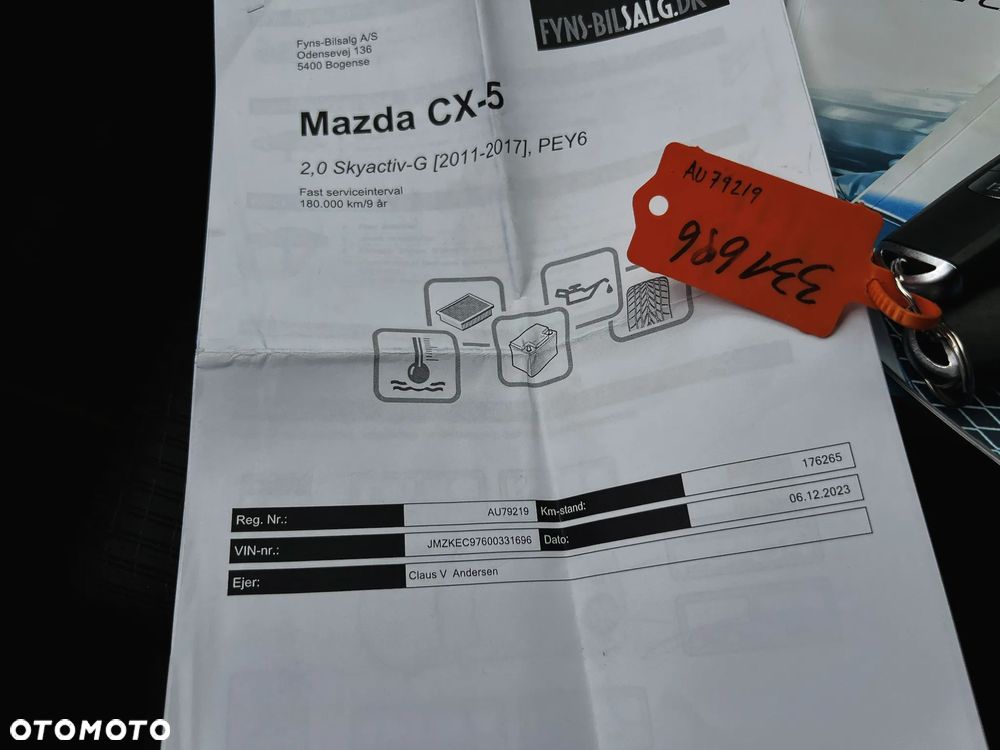 FYNS-BILSALG.DK
Fyns-Bilsalg A/S
Odensevej 136
5400 Bogense
Mazda CX-5
2,0 Skyactiv-G [2011-2017], PEY6
Fast serviceinterval
180.000 km/9 år
AU79219
331696
Reg. Nr.: AU79219 Km-stand: 176265
VIN-nr.: JMZKEC97600331696 Dato: 06.12.2023
Ejer: Claus V Andersen
OTOMOTO